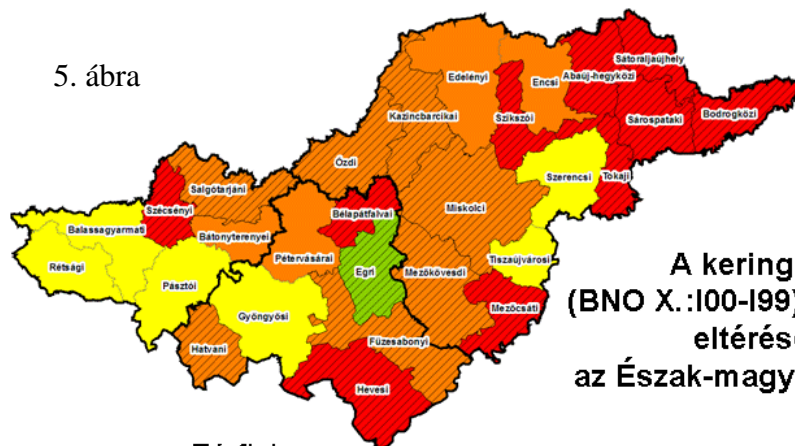 5. ábra
Sátoraljaújhely
Edelényi
Encsi
Abaúj-hegyközi
Kazincbarcikai
Szikszói
Sárospataki
Bodrogközi
Ózdi
Salgótarjáni
Szerencsi
Tokaji
Szécsényi
Miskolci
Balassagyarmati
Bélapátfalvai
Bátonyterenyei
Pétervásárai
Rétsági
Egri
Mezőkövesdi
Tiszaújvárosi
Pásztói
Gyöngyösi
Mezőcsáti
Füzesabonyi
Hatvani
Hevesi
A kering
(BNO X.:I00-I99)
eltérés
az Észak-magy